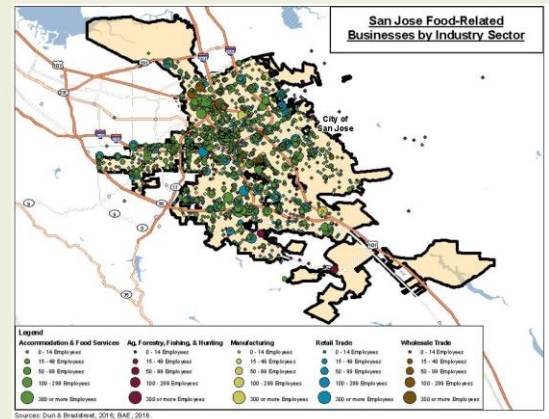 San Jose Food-Related
Businesses by Industry Sector
City of
San Jose
Legend
Accommodation & Food Services
0 - 14 Employees
15 - 49 Employees
50 - 99 Employees
100 - 299 Employees
300 or more Employees
Ag, Forestry, Fishing, & Hunting
0 - 14 Employees
15 - 49 Employees
50 - 99 Employees
100 - 299 Employees
300 or more Employees
Manufacturing
0 - 14 Employees
15 - 49 Employees
50 - 99 Employees
100 - 299 Employees
300 or more Employees
Retail Trade
0 - 14 Employees
15 - 49 Employees
50 - 99 Employees
100 - 299 Employees
300 or more Employees
Wholesale Trade
0 - 14 Employees
15 - 49 Employees
50 - 99 Employees
100 - 299 Employees
300 or more Employees
Sources: Dun & Bradstreet, 2016; BAE, 2016.